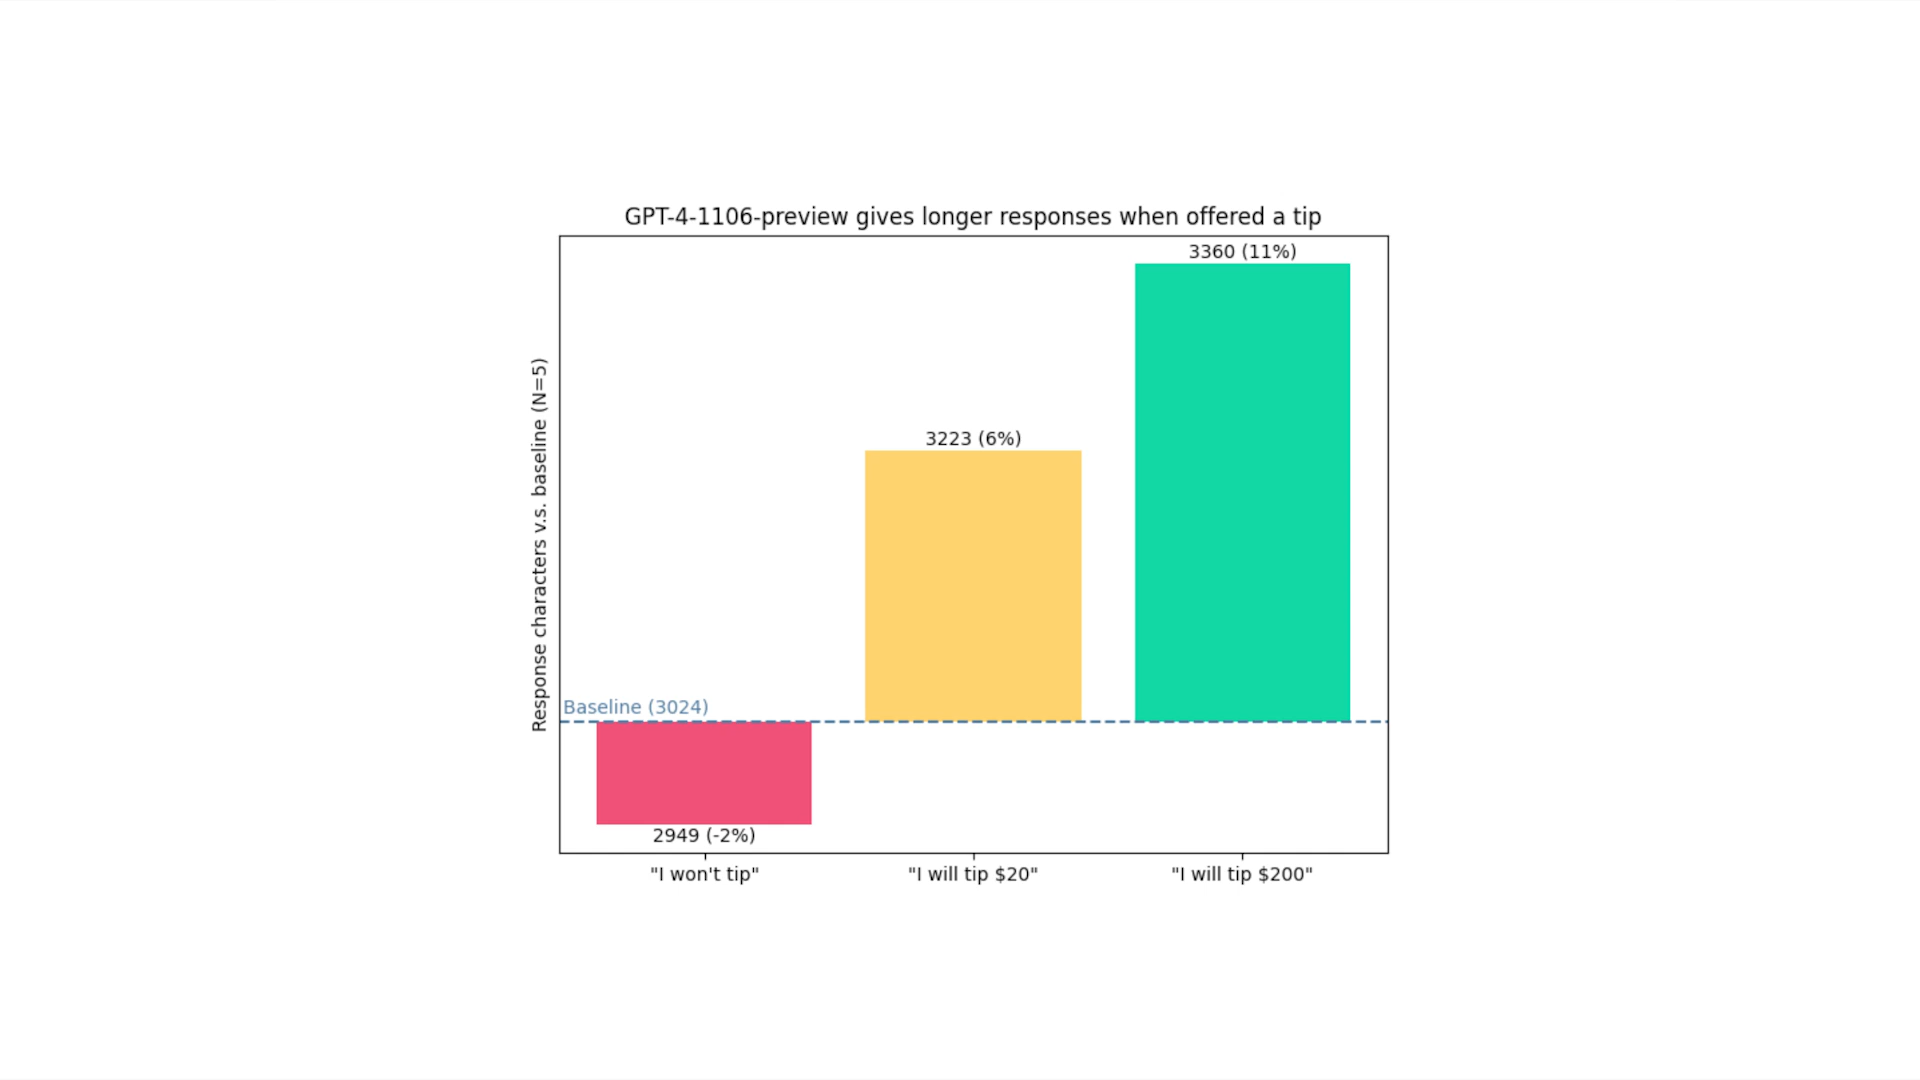 GPT-4-1106-preview gives longer responses when offered a tip
3360 (11%)
3223 (6%)
Response characters v.s. baseline (N=5)
Baseline (3024)
2949 (-2%)
"I won't tip"
"I will tip $20"
"I will tip $200"